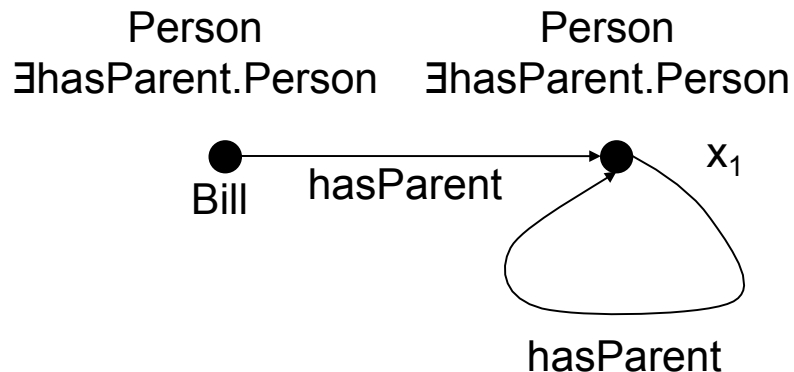 Person
∃hasParent.Person
Person
∃hasParent.Person
Bill
hasParent
x₁
hasParent